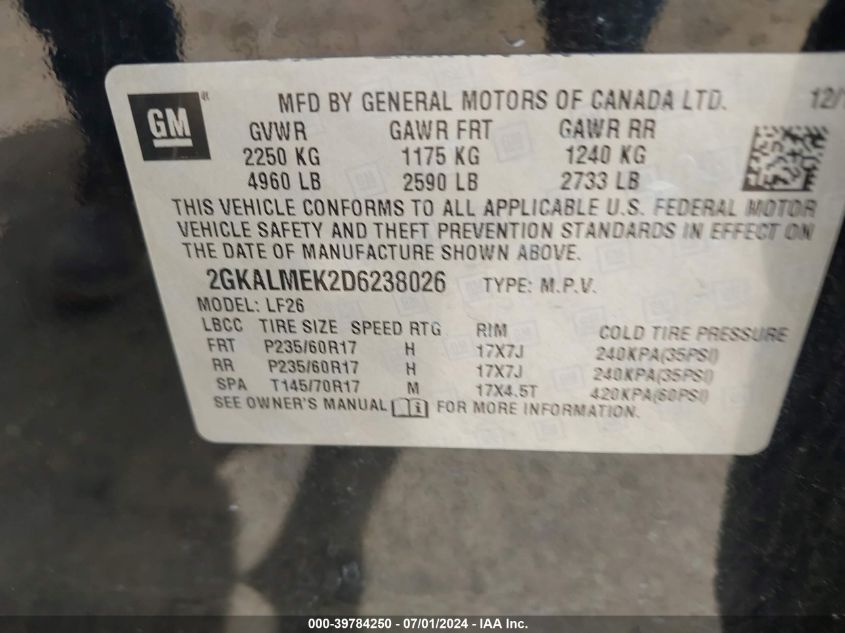 GM
MFD BY GENERAL MOTORS OF CANADA LTD. 12/
GVWR GAWR FRT GAWR RR
2250 KG 1175 KG 1240 KG
4960 LB 2590 LB 2733 LB
THIS VEHICLE CONFORMS TO ALL APPLICABLE U.S. FEDERAL MOTOR
VEHICLE SAFETY AND THEFT PREVENTION STANDARDS IN EFFECT ON
THE DATE OF MANUFACTURE SHOWN ABOVE.
2GKALMEK2D6238026 TYPE: M.P.V.
MODEL: LF26
LBCC TIRE SIZE SPEED RTG RIM COLD TIRE PRESSURE
FRT P235/60R17 H 17X7J 240KPA(35PSI)
RR P235/60R17 H 17X7J 240KPA(35PSI)
SPA T145/70R17 M 17X4.5T 420KPA(60PSI)
SEE OWNER'S MANUAL FOR MORE INFORMATION.
000-39784250 - 07/01/2024 - IAA Inc.